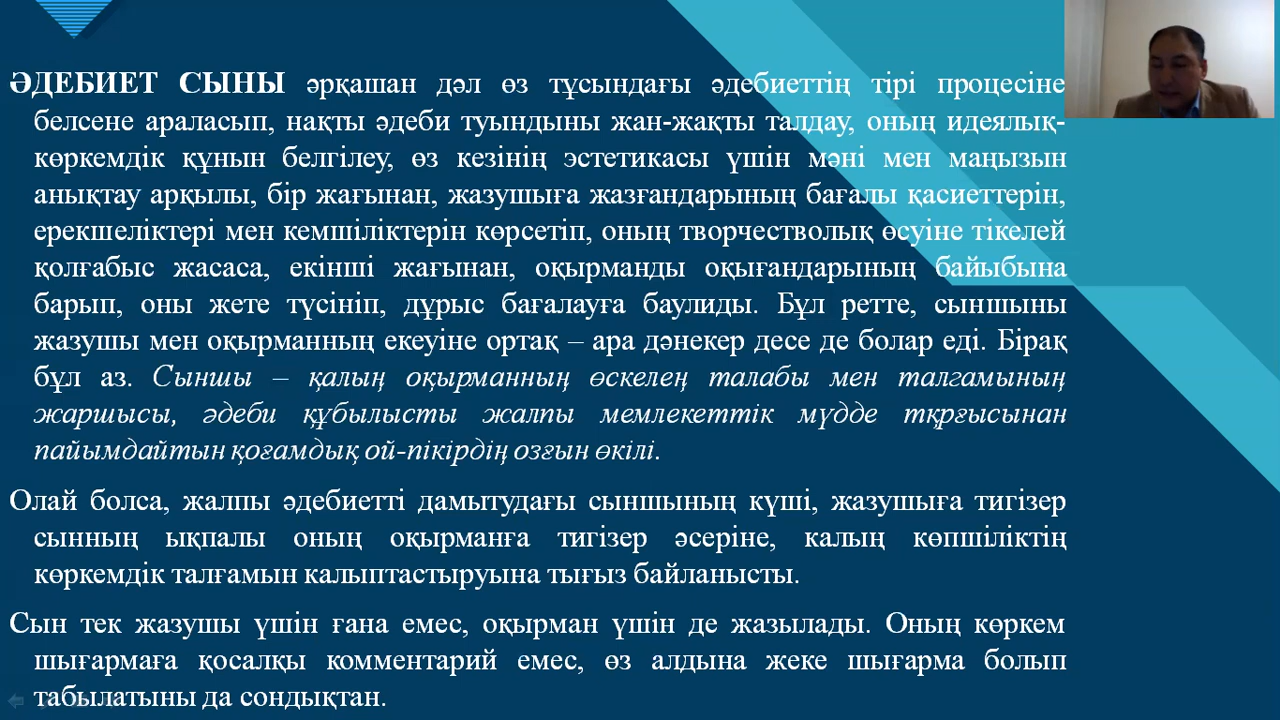 ӘДЕБИЕТ СЫНЫ әрқашан дәл өз тұсындағы әдебиеттің тірі процесіне
белсене араласып, нақты әдеби туындыны жан-жақты талдау, оның идеялық-
көркемдік құнын белгілеу, өз кезінің эстетикасы үшін мәні мен маңызын
анықтау арқылы, бір жағынан, жазушыға жазғандарының бағалы қасиеттерін,
ерекшеліктері мен кемшіліктерін көрсетіп, оның творчестволық өсуіне тікелей
қолғабыс жасаса, екінші жағынан, оқырманды оқығандарының байыбына
барып, оны жете түсініп, дұрыс бағалауға баулиды. Бұл ретте, сыншыны
жазушы мен оқырманның екеуіне ортақ – ара дәнекер десе де болар еді. Бірақ
бұл аз. Сыншы – қалың оқырманның өскелең талабы мен талгамының
жаршысы, әдеби құбылысты жалпы мемлекеттік мүдде тқрғысынан
пайымдайтын қоғамдық ой-пікірдің озғын өкілі.
Олай болса, жалпы әдебиетті дамытудағы сыншының күші, жазушыға тигізер
сынның ықпалы оның оқырманға тигізер әсеріне, калың көпшіліктің
көркемдік талғамын калыптастыруына тығыз байланысты.
Сын тек жазушы үшін ғана емес, оқырман үшін де жазылады. Оның көркем
шығармаға қосалқы комментарий емес, өз алдына жеке шығарма болып
табылатыны да сондықтан.